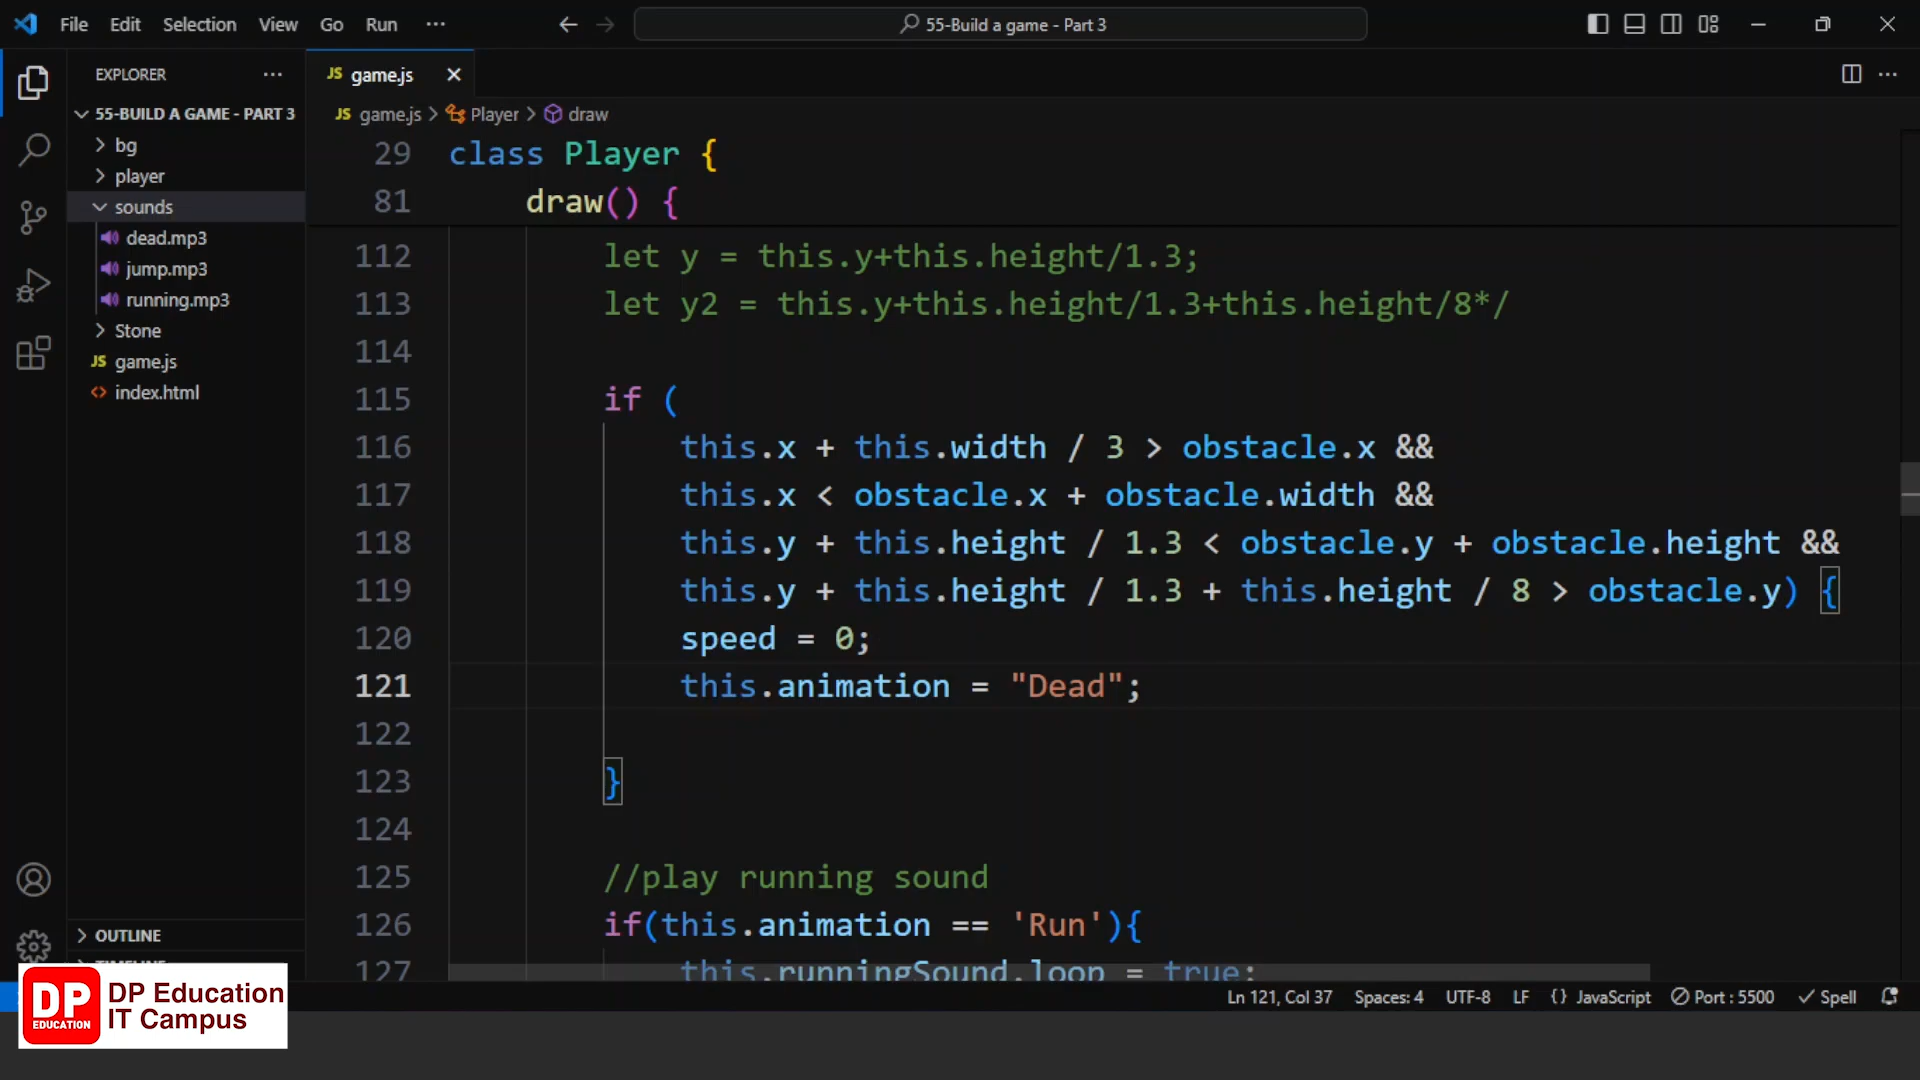 File Edit Selection View Go Run ··· 55-Build a game - Part 3
EXPLORER ···
JS game.js
55-BUILD A GAME - PART 3
JS game.js > Player > draw
bg
player
sounds
dead.mp3
jump.mp3
running.mp3
Stone
JS game.js
<> index.html
29 class Player {
81 draw() {
112 let y = this.y+this.height/1.3;
113 let y2 = this.y+this.height/1.3+this.height/8*/
114
115 if (
116 this.x + this.width / 3 > obstacle.x &&
117 this.x < obstacle.x + obstacle.width &&
118 this.y + this.height / 1.3 < obstacle.y + obstacle.height &&
119 this.y + this.height / 1.3 + this.height / 8 > obstacle.y) {
120 speed = 0;
121 this.animation = "Dead";
122
123 }
124
125 //play running sound
126 if(this.animation == 'Run'){
127 this.runningSound.loop = true;
OUTLINE
TIMELINE
Ln 121, Col 37 Spaces: 4 UTF-8 LF {} JavaScript Port : 5500 Spell
DP
EDUCATION
DP Education
IT Campus